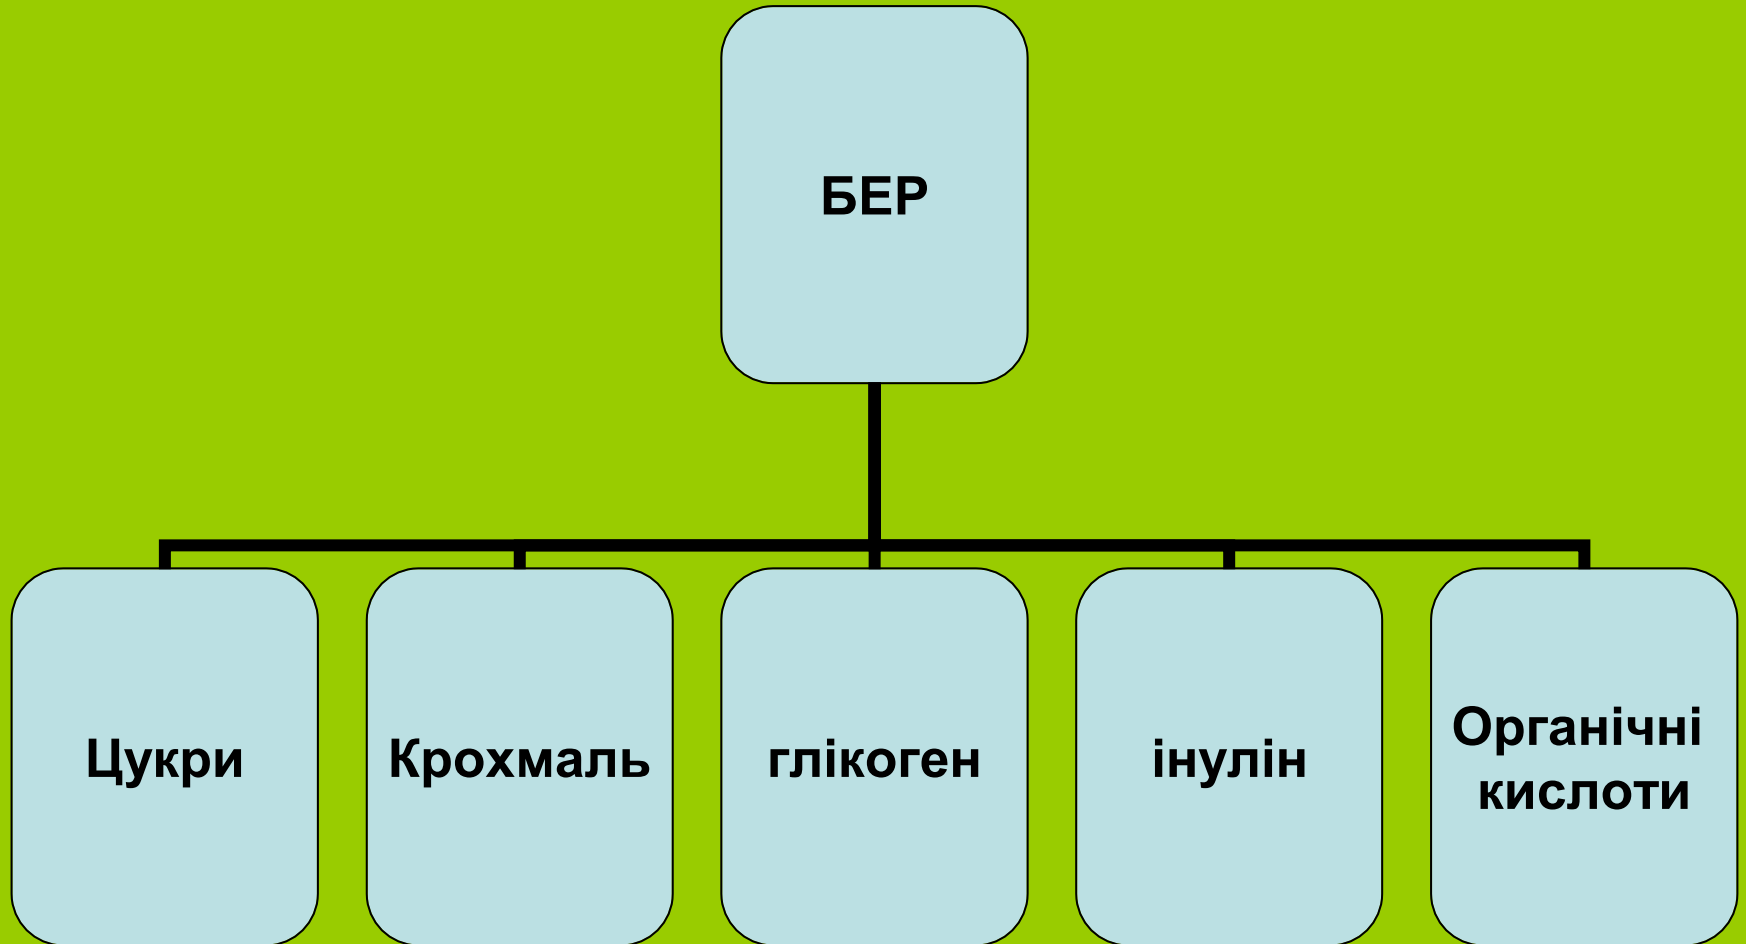 БЕР
Цукри
Крохмаль
глікоген
інулін
Органічні
кислоти